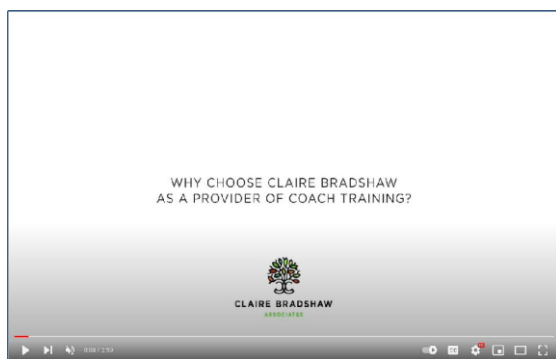 WHY CHOOSE CLAIRE BRADSHAW
AS A PROVIDER OF COACH TRAINING?
CLAIRE BRADSHAW
ASSOCIATES